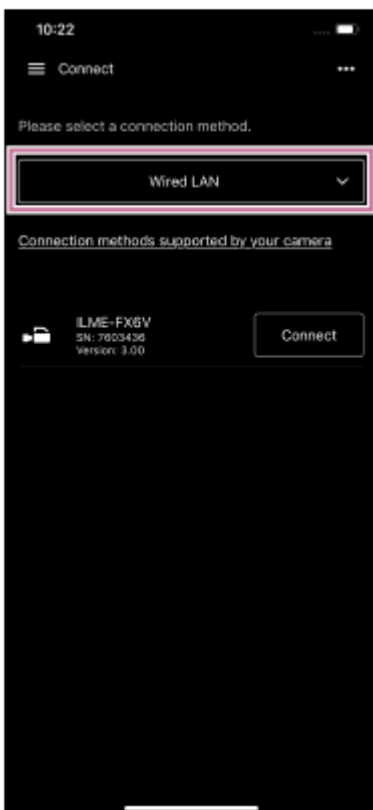 10:22
Connect
Please select a connection method.
Wired LAN
Connection methods supported by your camera
ILME-FX6V
SN: 7603436
Version: 3.00
Connect